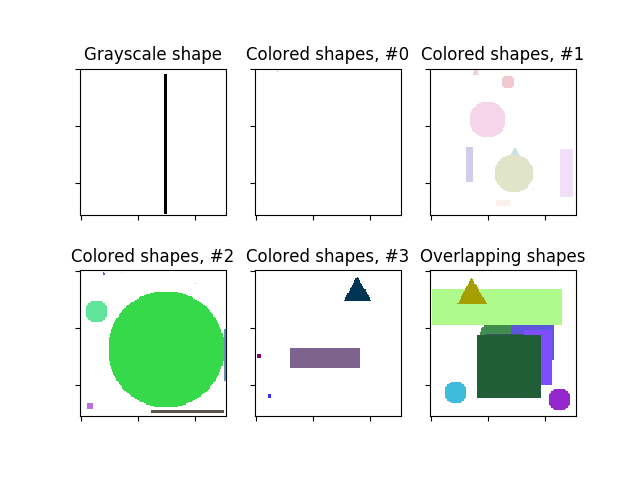 Grayscale shape
Colored shapes, #0
Colored shapes, #1
Colored shapes, #2
Colored shapes, #3
Overlapping shapes